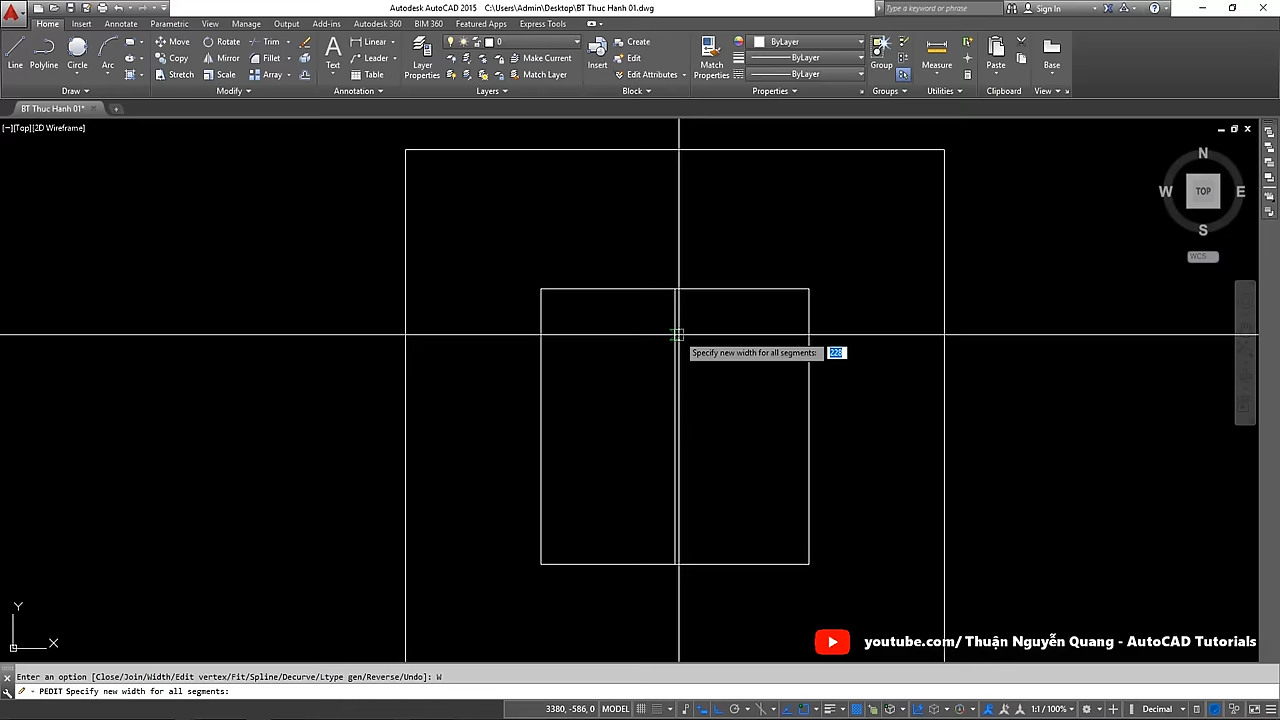 Autodesk AutoCAD 2015    C:\Users\Admin\Desktop\BT Thuc Hanh 01.dwg
Type a keyword or phrase
Sign In
Home Insert Annotate Parametric View Manage Output Add-ins Autodesk 360 BIM 360 Featured Apps Express Tools
Line
Polyline
Circle
Arc
Move Rotate Trim
Copy Mirror Fillet
Stretch Scale Array
Text
Linear
Leader
Table
Layer Properties
0
Make Current
Match Layer
Insert
Create
Edit
Edit Attributes
Match Properties
ByLayer
ByLayer
ByLayer
Group
Measure
Paste
Base
Draw Modify Annotation Layers Block Properties Groups Utilities Clipboard View
BT Thuc Hanh 01*
[−][Top][2D Wireframe]
N
W TOP E
S
WCS
Specify new width for all segments: 228
Y
X
youtube.com/ Thuận Nguyễn Quang - AutoCAD Tutorials
Enter an option [Close/Join/Width/Edit vertex/Fit/Spline/Decurve/Ltype gen/Reverse/Undo]: W
- PEDIT Specify new width for all segments:
3380, -586, 0 MODEL 1:1 / 100% Decimal